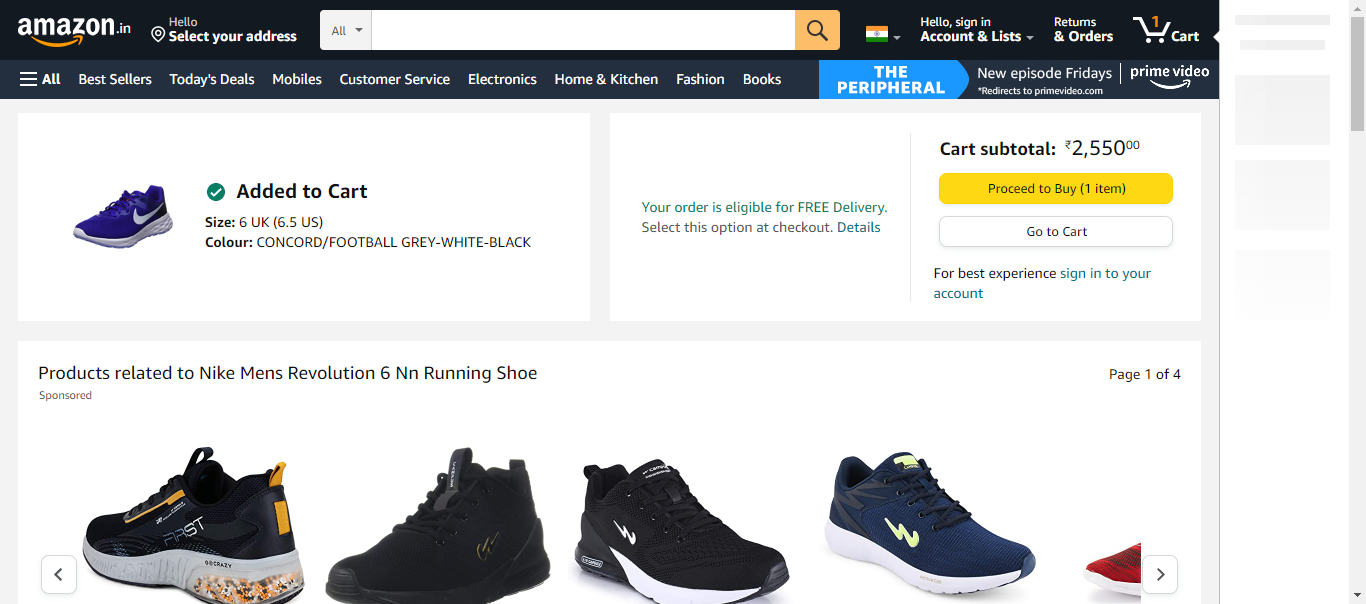 amazon.in
Hello
Select your address
All
Hello, sign in
Account & Lists
Returns
& Orders
1
Cart
All
Best Sellers
Today's Deals
Mobiles
Customer Service
Electronics
Home & Kitchen
Fashion
Books
THE
PERIPHERAL
New episode Fridays
*Redirects to primevideo.com
prime video
Added to Cart
Size: 6 UK (6.5 US)
Colour: CONCORD/FOOTBALL GREY-WHITE-BLACK
Your order is eligible for FREE Delivery.
Select this option at checkout. Details
Cart subtotal: ₹2,55000
Proceed to Buy (1 item)
Go to Cart
For best experience sign in to your
account
Products related to Nike Mens Revolution 6 Nn Running Shoe
Sponsored
Page 1 of 4
FIRST
OGCRAZY